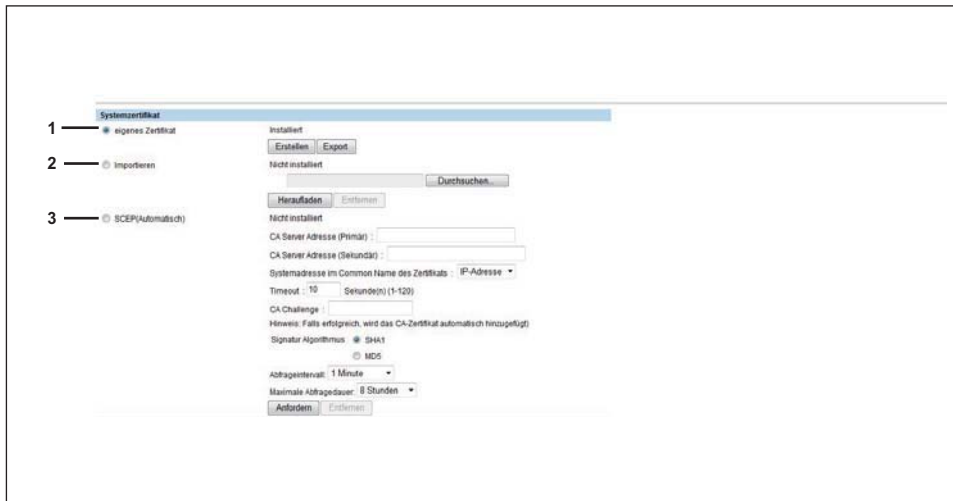 Systemzertifikat
1 eigenes Zertifikat Installiert
Erstellen Export
2 Importieren Nicht installiert
Durchsuchen...
Heraufladen Entfernen
3 SCEP(Automatisch) Nicht installiert
CA Server Adresse (Primär) :
CA Server Adresse (Sekundär) :
Systemadresse im Common Name des Zertifikats : IP-Adresse
Timeout : 10 Sekunde(n) (1-120)
CA Challenge :
Hinweis: Falls erfolgreich, wird das CA-Zertifikat automatisch hinzugefügt)
Signatur Algorithmus SHA1
MD5
Abfrageintervall: 1 Minute
Maximale Abfragedauer: 8 Stunden
Anfordern Entfernen